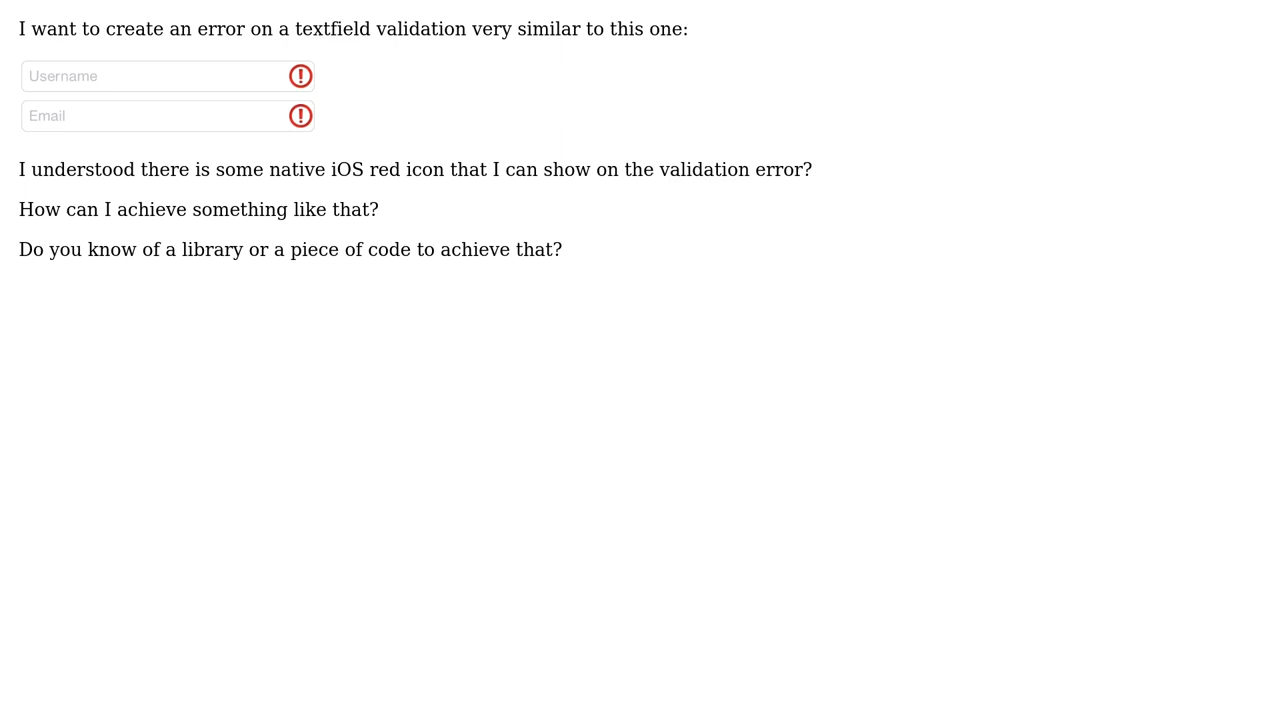 I want to create an error on a textfield validation very similar to this one:
Username
Email
I understood there is some native iOS red icon that I can show on the validation error?
How can I achieve something like that?
Do you know of a library or a piece of code to achieve that?